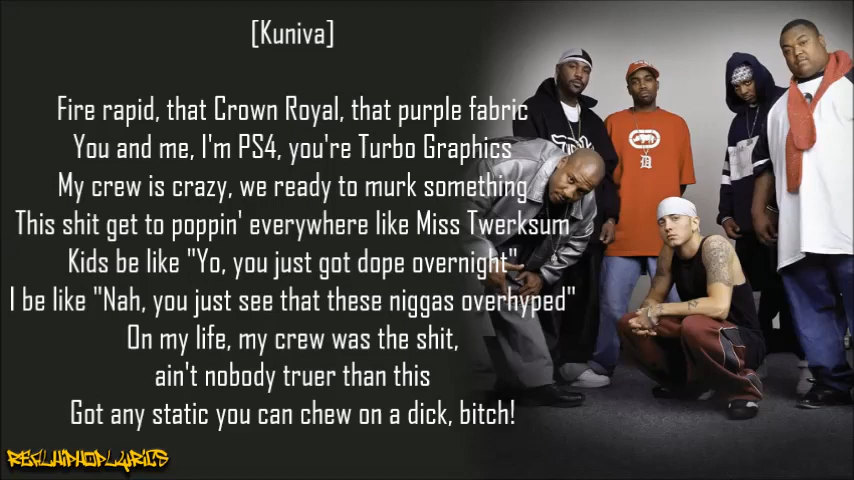 [Kuniva]
Fire rapid, that Crown Royal, that purple fabric
You and me, I'm PS4, you're Turbo Graphics
My crew is crazy, we ready to murk something
This shit get to poppin' everywhere like Miss Twerksum
Kids be like "Yo, you just got dope overnight"
I be like "Nah, you just see that these niggas overhyped"
On my life, my crew was the shit,
ain't nobody truer than this
Got any static you can chew on a dick, bitch!
REALHIPHOPLYRICS